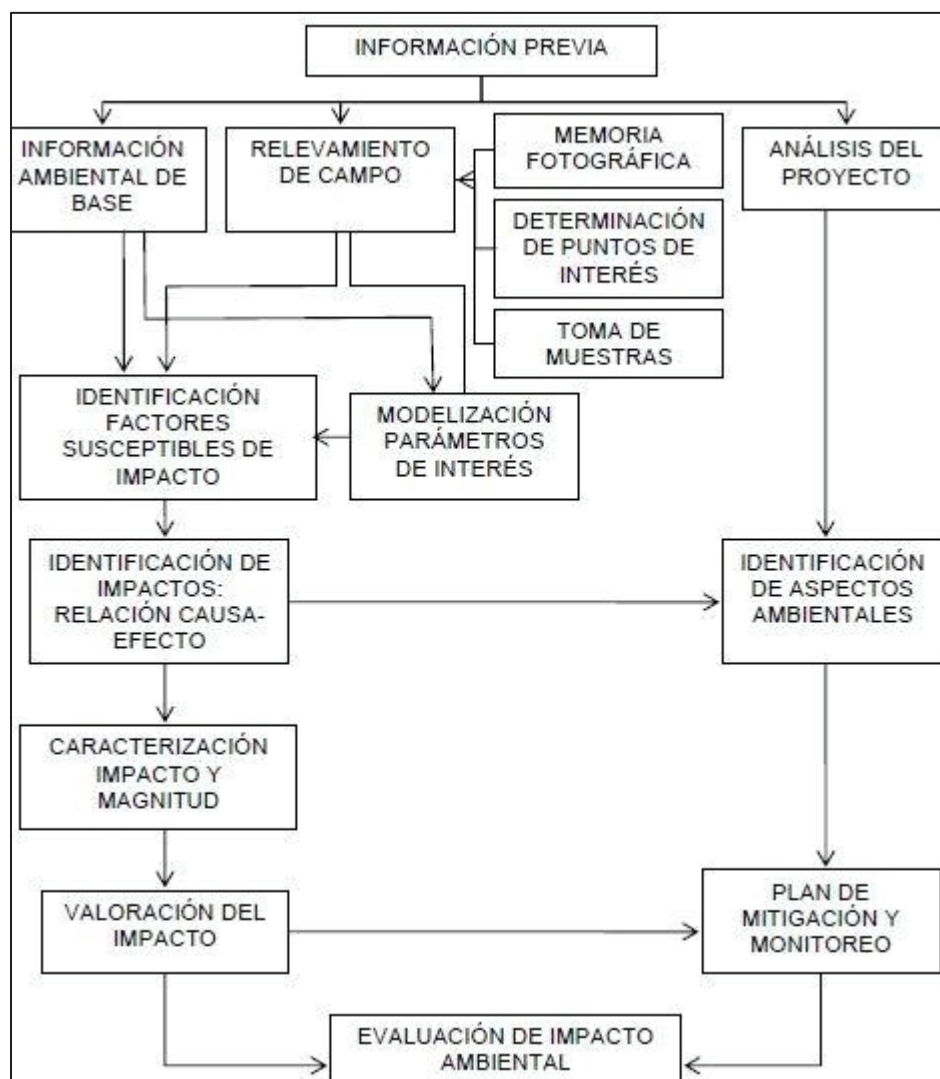 INFORMACIÓN PREVIA
INFORMACIÓN
AMBIENTAL DE
BASE
RELEVAMIENTO
DE CAMPO
MEMORIA
FOTOGRÁFICA
ANÁLISIS DEL
PROYECTO
DETERMINACIÓN
DE PUNTOS DE
INTERÉS
TOMA DE
MUESTRAS
IDENTIFICACIÓN
FACTORES
SUSCEPTIBLES DE
IMPACTO
MODELIZACIÓN
PARÁMETROS
DE INTERÉS
IDENTIFICACIÓN DE
IMPACTOS:
RELACIÓN CAUSA-
EFECTO
IDENTIFICACIÓN
DE ASPECTOS
AMBIENTALES
CARACTERIZACIÓN
IMPACTO Y
MAGNITUD
VALORACIÓN DEL
IMPACTO
PLAN DE
MITIGACIÓN Y
MONITOREO
EVALUACIÓN DE IMPACTO
AMBIENTAL